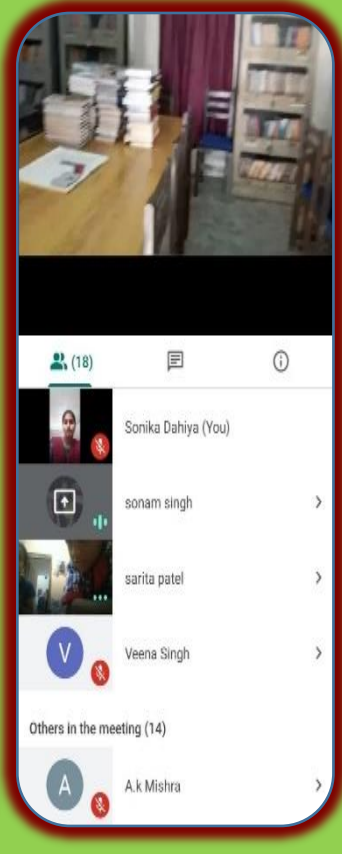 (18)
Sonika Dahiya (You)
sonam singh
sarita patel
V
Veena Singh
Others in the meeting (14)
A
A.k Mishra